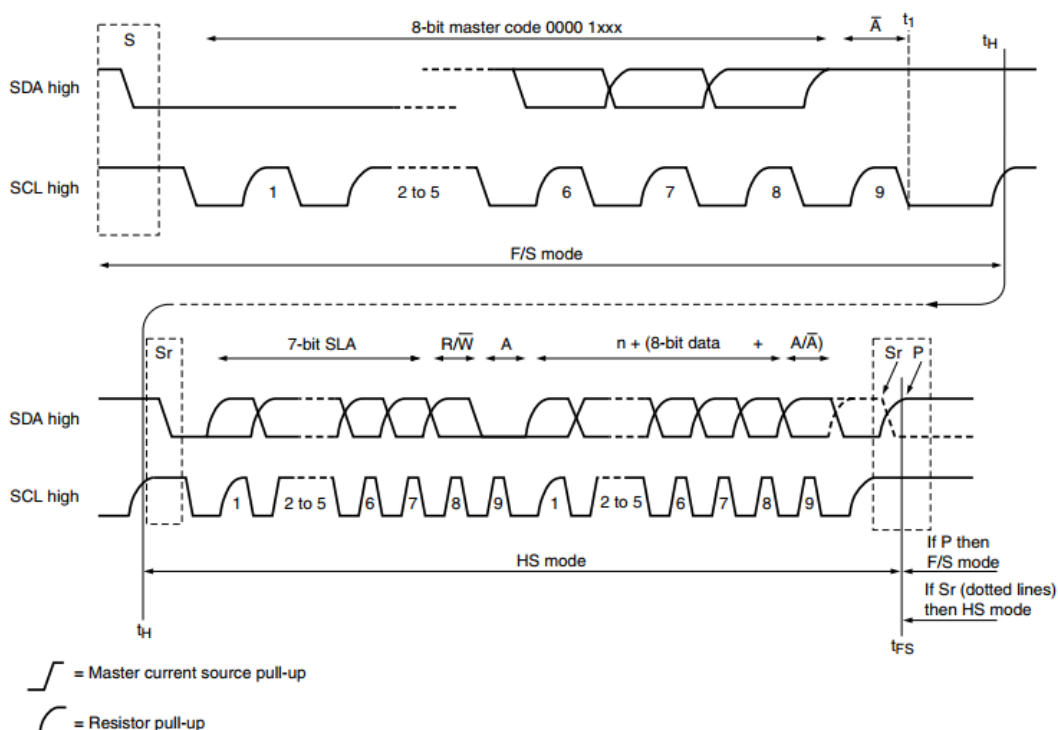 S
8-bit master code 0000 1xxx
A̅
t1
tH
SDA high
SCL high
1
2 to 5
6
7
8
9
F/S mode
Sr
7-bit SLA
R/W̅
A
n + (8-bit data
+
A/A̅)
Sr
P
SDA high
SCL high
1
2 to 5
6
7
8
9
1
2 to 5
6
7
8
9
HS mode
If P then
F/S mode
If Sr (dotted lines)
then HS mode
tH
tFS
= Master current source pull-up
= Resistor pull-up